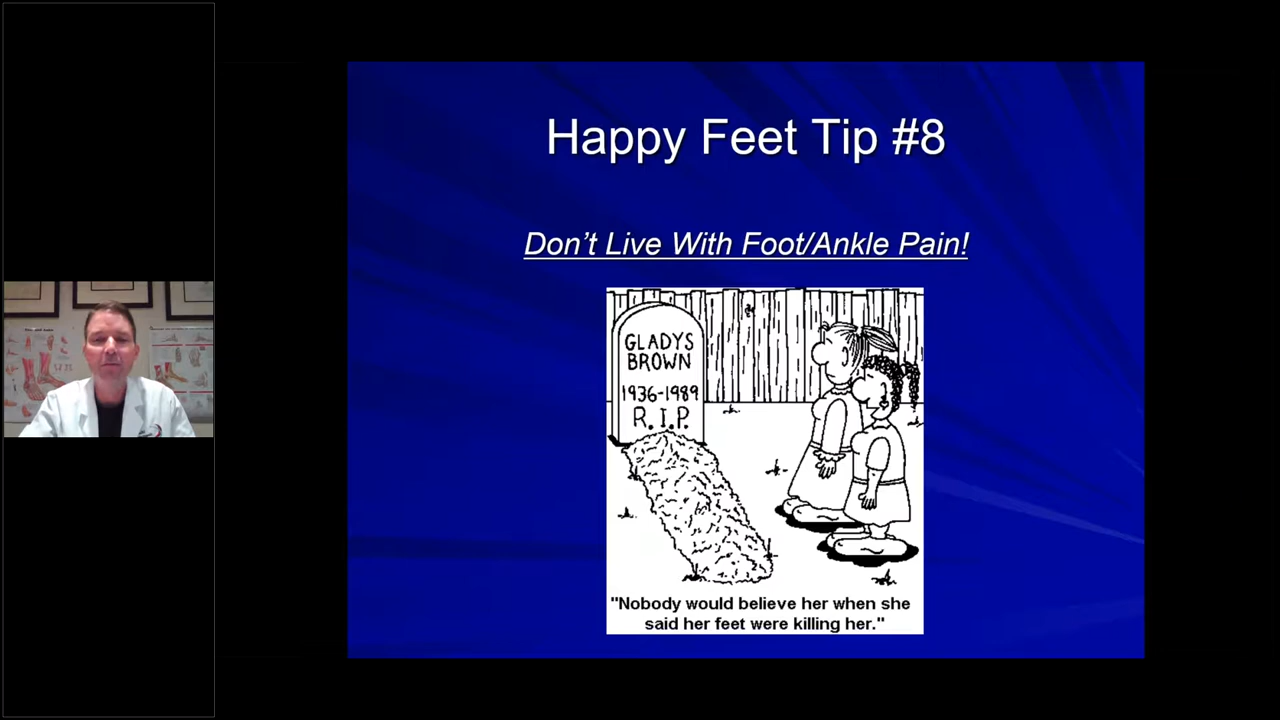 Happy Feet Tip #8
Don't Live With Foot/Ankle Pain!
GLADYS
BROWN
1936-1989
R.I.P.
"Nobody would believe her when she
said her feet were killing her."